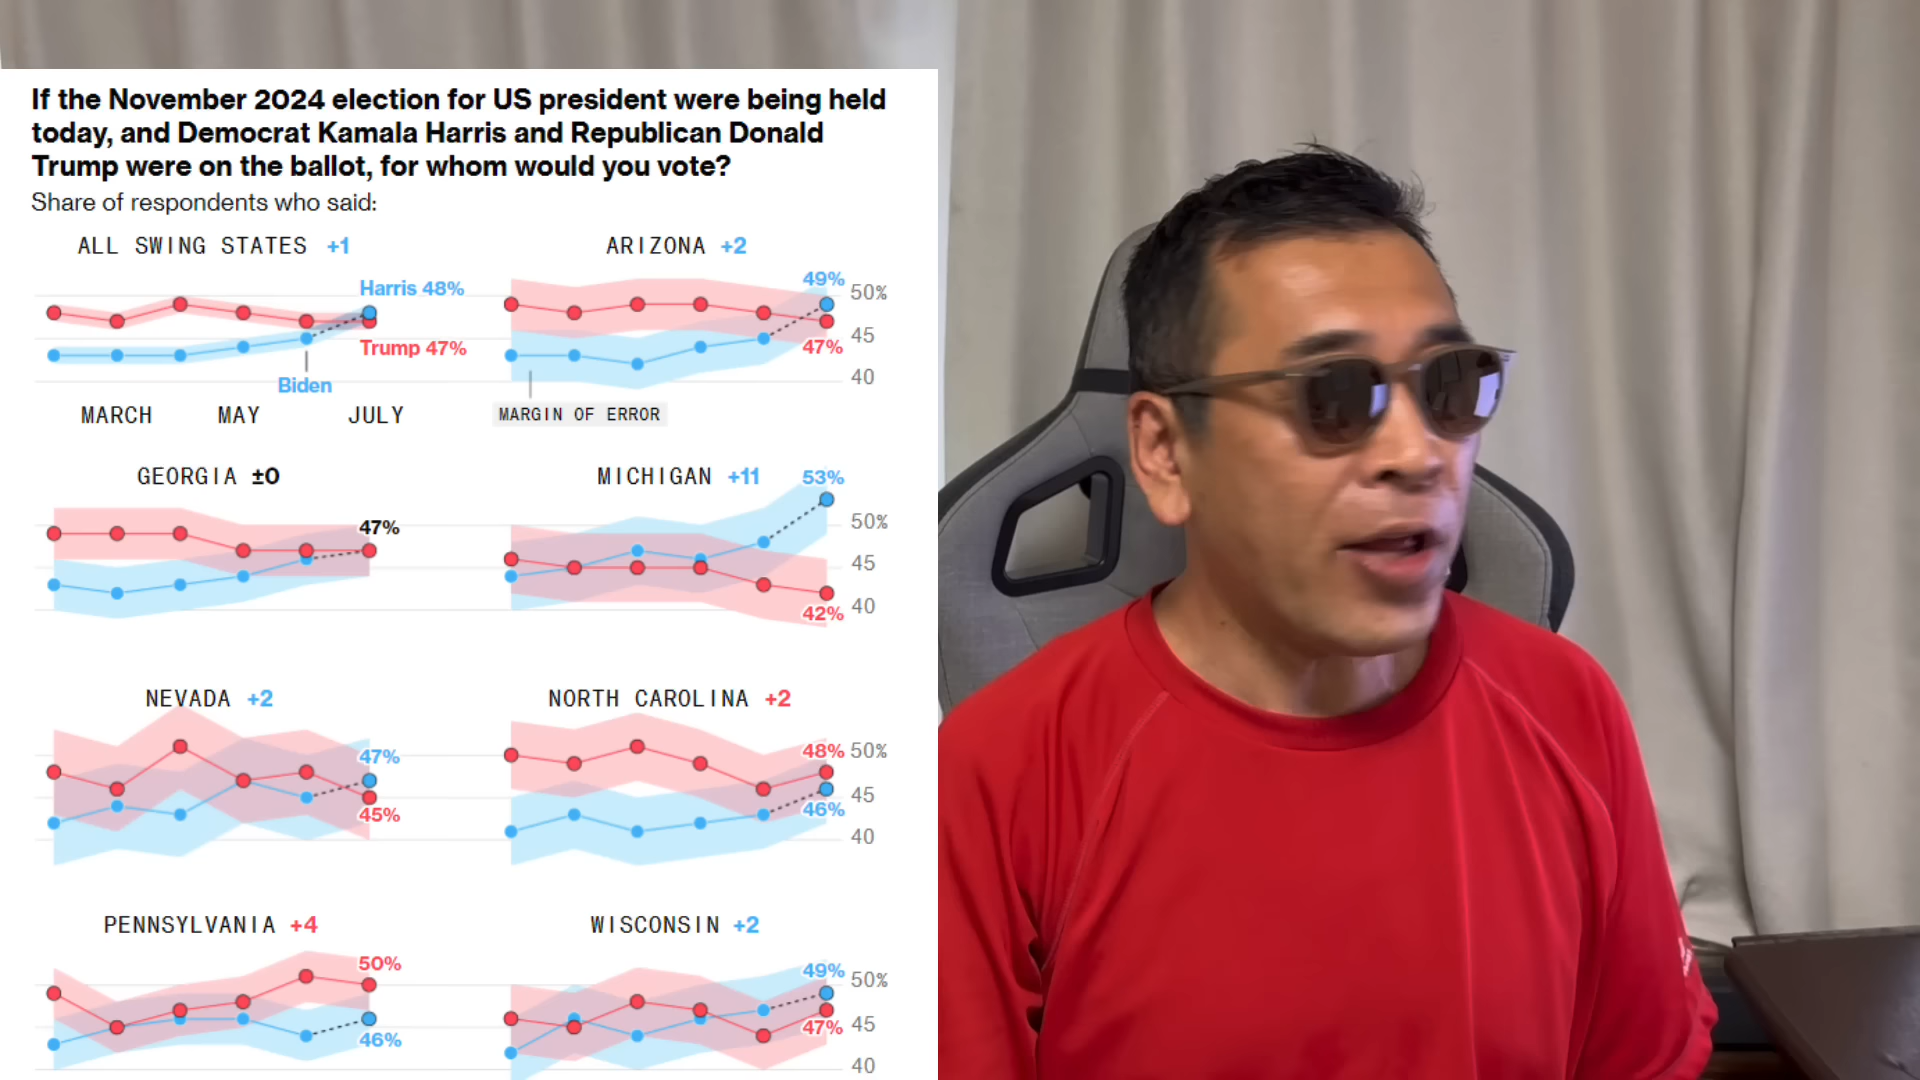 If the November 2024 election for US president were being held
today, and Democrat Kamala Harris and Republican Donald
Trump were on the ballot, for whom would you vote?
Share of respondents who said:
ALL SWING STATES +1
Harris 48%
Trump 47%
Biden
MARCH MAY JULY
ARIZONA +2
49%
50%
45
47%
40
MARGIN OF ERROR
GEORGIA ±0
47%
MICHIGAN +11
53%
50%
45
40
42%
NEVADA +2
47%
45%
NORTH CAROLINA +2
48%
50%
45
46%
40
PENNSYLVANIA +4
50%
46%
WISCONSIN +2
49%
50%
45
47%
40